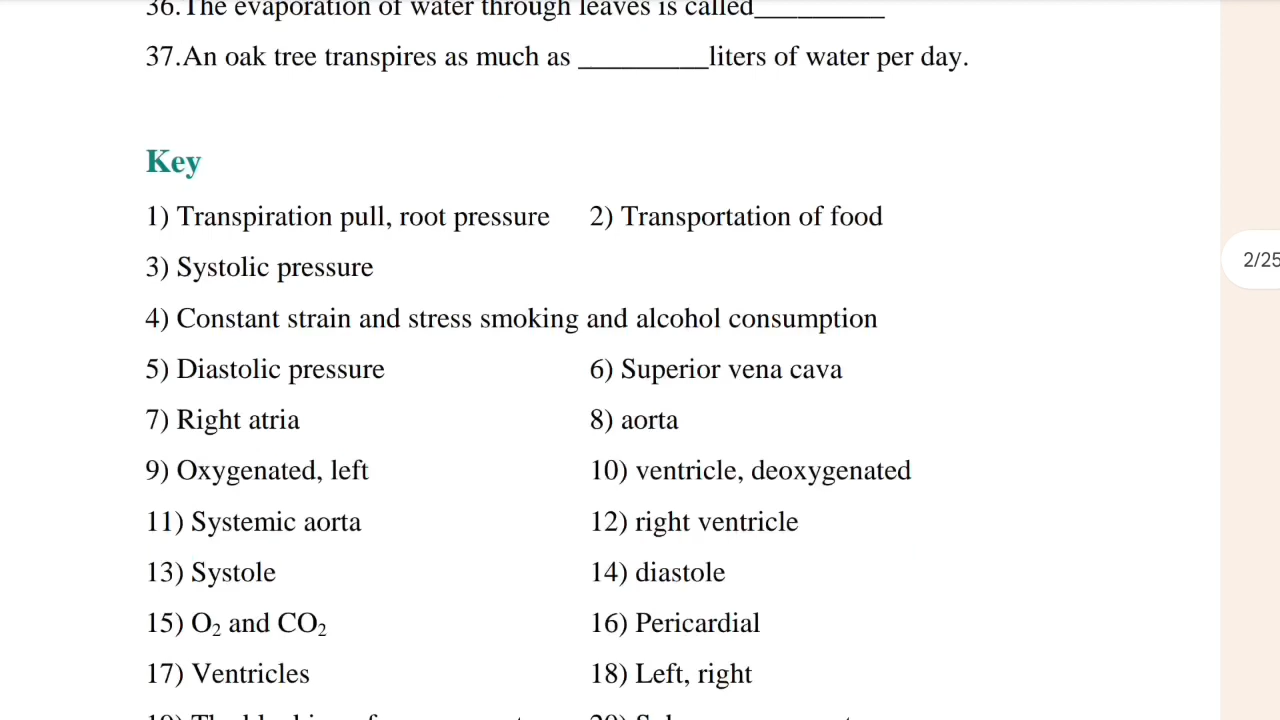 36.The evaporation of water through leaves is called_________
37.An oak tree transpires as much as _________liters of water per day.
Key
1) Transpiration pull, root pressure 2) Transportation of food
3) Systolic pressure
4) Constant strain and stress smoking and alcohol consumption
5) Diastolic pressure 6) Superior vena cava
7) Right atria 8) aorta
2/25
9) Oxygenated, left 10) ventricle, deoxygenated
11) Systemic aorta 12) right ventricle
13) Systole 14) diastole
15) O₂ and CO₂ 16) Pericardial
17) Ventricles 18) Left, right